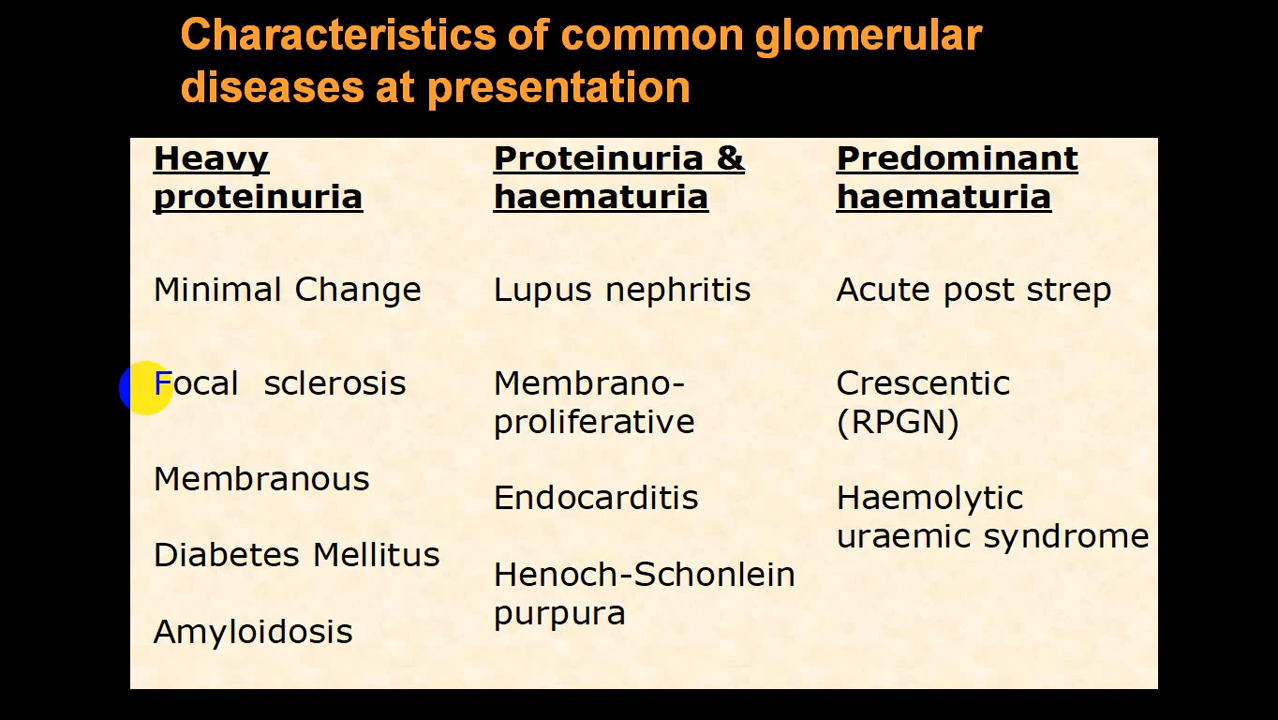 Characteristics of common glomerular
diseases at presentation
Heavy
proteinuria
Minimal Change
Focal sclerosis
Membranous
Diabetes Mellitus
Amyloidosis
Proteinuria &
haematuria
Lupus nephritis
Membrano-
proliferative
Endocarditis
Henoch-Schonlein
purpura
Predominant
haematuria
Acute post strep
Crescentic
(RPGN)
Haemolytic
uraemic syndrome